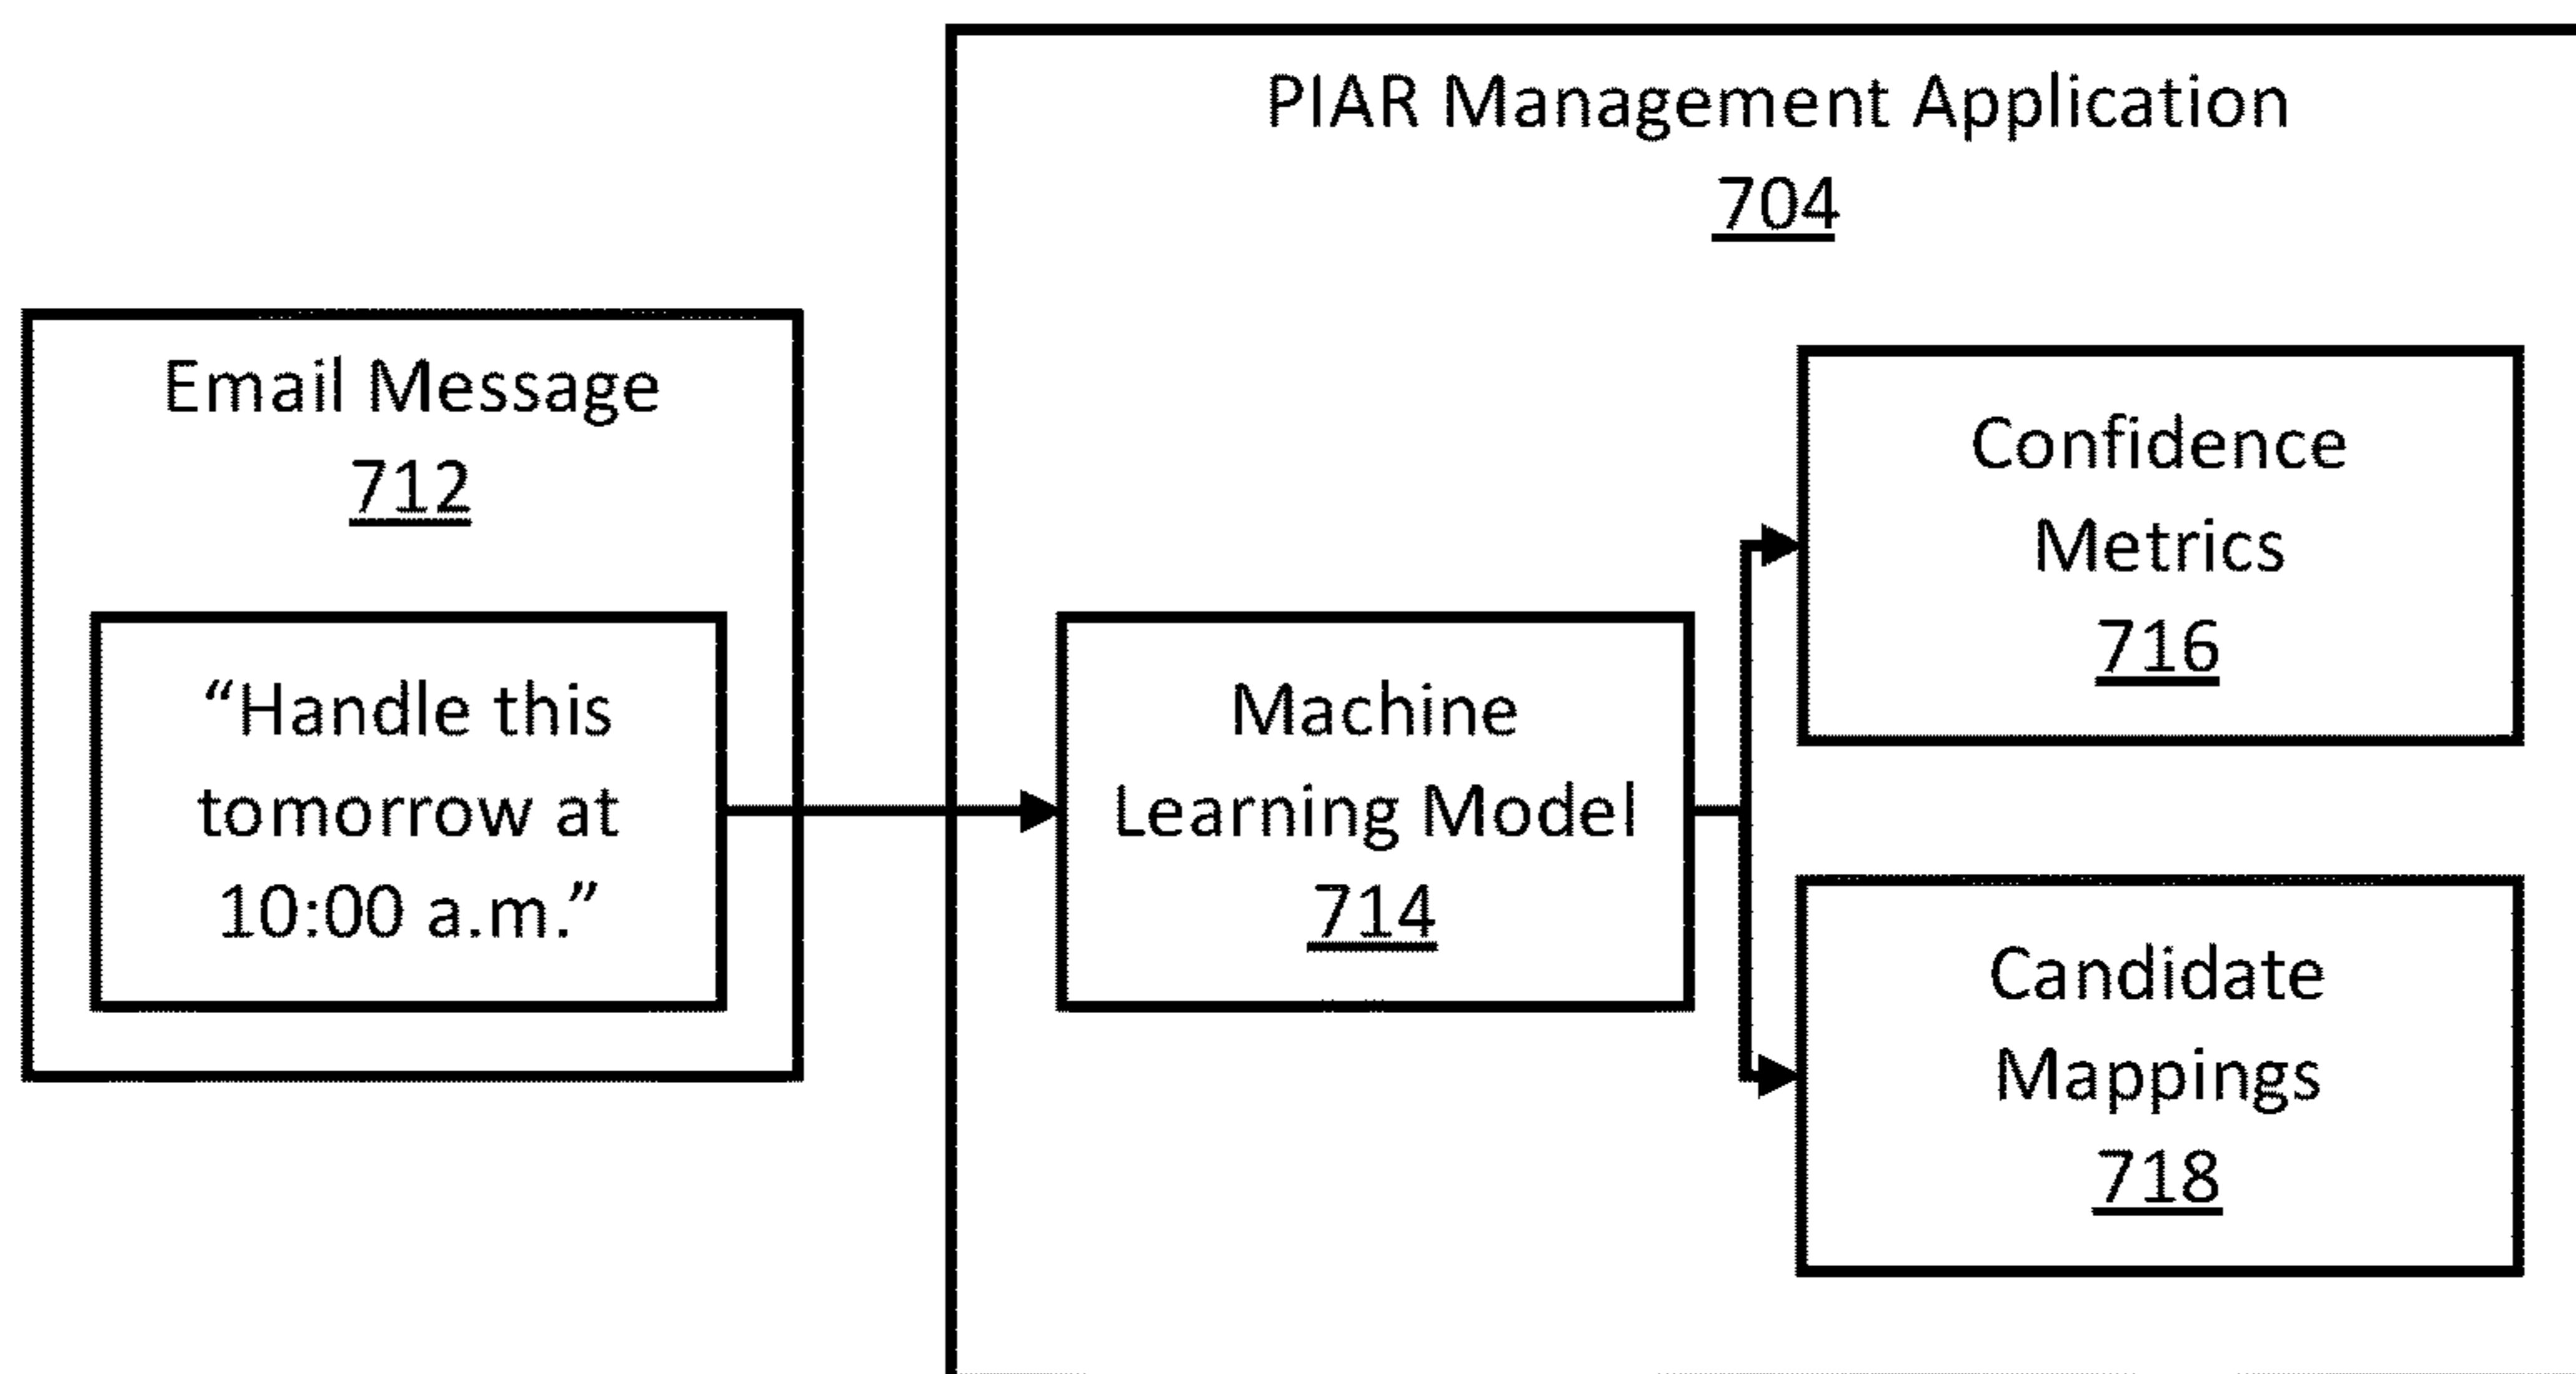 PIAR Management Application
704
Email Message
712
“Handle this
tomorrow at
10:00 a.m.”
Machine
Learning Model
714
Confidence
Metrics
716
Candidate
Mappings
718